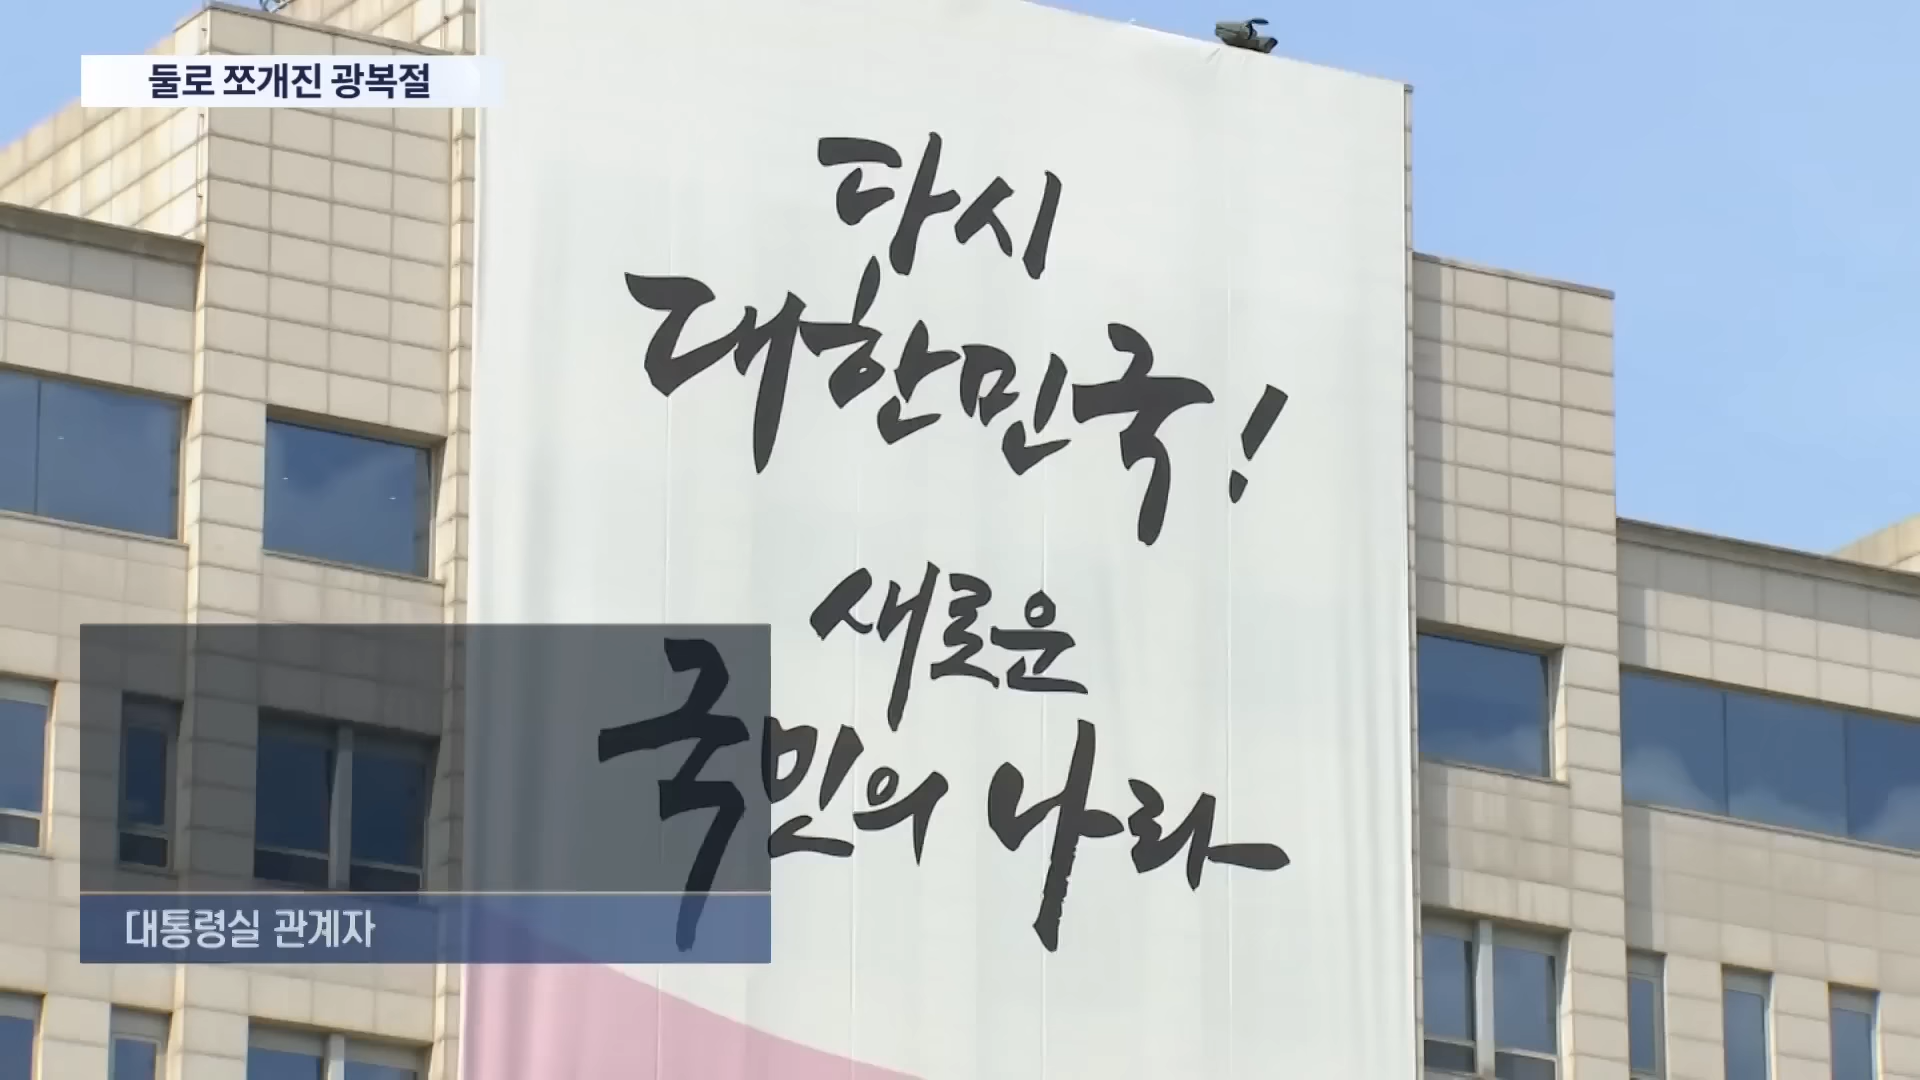 둘로 쪼개진 광복절
다시
대한민국!
새로운
국민의 나라
대통령실 관계자